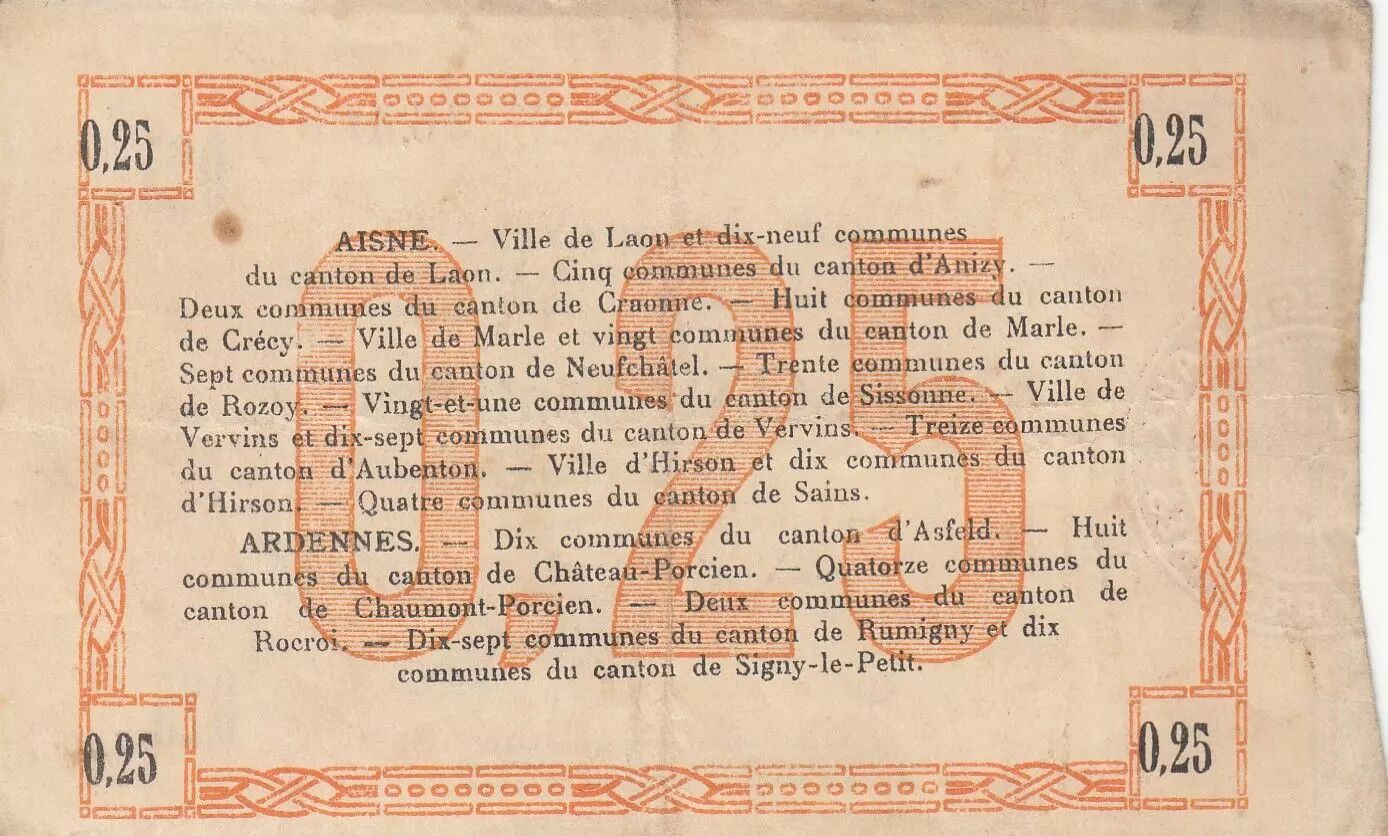 0,25 0,25
AISNE. — Ville de Laon et dix-neuf communes
du canton de Laon. — Cinq communes du canton d'Anizy. —
Deux communes du canton de Craonne. — Huit communes du canton
de Crécy. — Ville de Marle et vingt communes du canton de Marle. —
Sept communes du canton de Neufchâtel. — Trente communes du canton
de Rozoy. — Vingt-et-une communes du canton de Sissonne. — Ville de
Vervins et dix-sept communes du canton de Vervins. — Treize communes
du canton d'Aubenton. — Ville d'Hirson et dix communes du canton
d'Hirson. — Quatre communes du canton de Sains.
ARDENNES. — Dix communes du canton d'Asfeld. — Huit
communes du canton de Château-Porcien. — Quatorze communes du
canton de Chaumont-Porcien. — Deux communes du canton de
Rocroi. — Dix-sept communes du canton de Rumigny et dix
communes du canton de Signy-le-Petit.
0,25
0,25 0,25